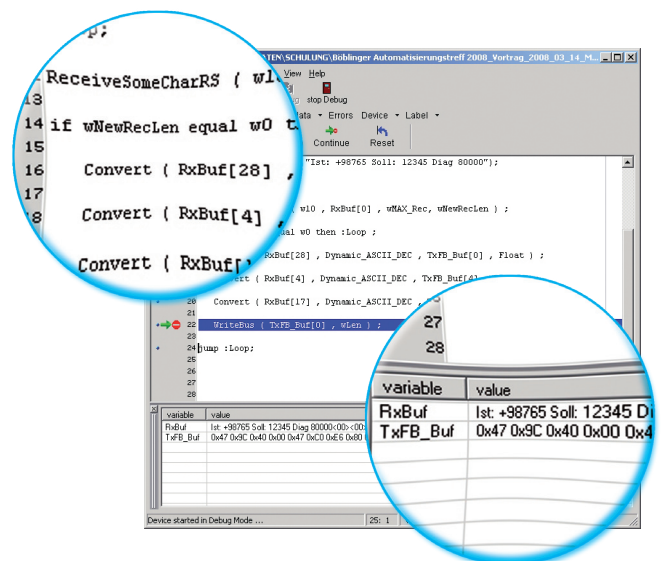 ReceiveSomeCharRS ( wl
13
14 if wNewRecLen equal w0 t
15
16 Convert ( RxBuf[28] ,
17
18 Convert ( RxBuf[4]
Convert ( RxBuf[
TEN\SCHULUNG\Böblinger Automatisierungstreff 2008_Vortrag_2008_03_14_M...
View Help
stop Debug
Errors Device Label
Continue Reset
"Ist: +98765 Soll: 12345 Diag 80000");
( w10 , RxBuf[0] , wMAX_Rec, wNewRecLen ) ;
ual w0 then :Loop ;
RxBuf[28] , Dynamic_ASCII_DEC , TxFB_Buf[0] , Float ) ;
( RxBuf[4] , Dynamic_ASCII_DEC , TxFB_Buf[4]
20 Convert ( RxBuf[17] , Dynamic_ASCII_DEC ,
21
22 WriteBus ( TxFB_Buf[0] , wLen ) ;
23
24 jump :Loop;
25
26
27
28
27
28
variable value
RxBuf Ist: +98765 Soll: 12345 Diag 80000<00><00>
TxFB_Buf 0x47 0x9C 0x40 0x00 0x47 0xC0 0xE6 0x80
variable value
RxBuf Ist: +98765 Soll: 12345 Di
TxFB_Buf 0x47 0x9C 0x40 0x00 0x4
Device started in Debug Mode ... 25: 1